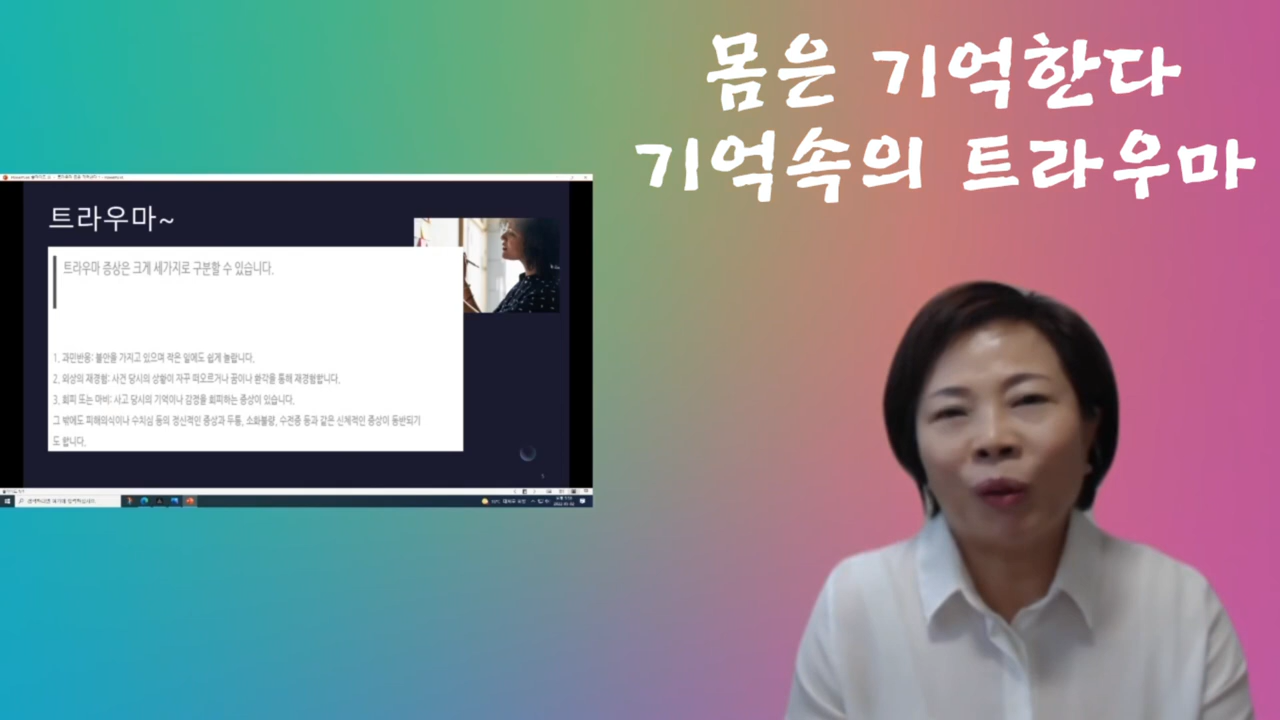 몸은 기억한다
기억속의 트라우마
트라우마~
트라우마 증상은 크게 세가지로 구분할 수 있습니다.
1. 과민반응: 불안을 가지고 있으며 작은 일에도 쉽게 놀랍니다.
2. 외상의 재경험: 사건 당시의 상황이 자꾸 떠오르거나 꿈이나 환각을 통해 재경험합니다.
3. 회피 또는 마비: 사고 당시의 기억이나 감정을 회피하는 증상이 있습니다.
그 밖에도 피해의식이나 수치심 등의 정신적인 증상과 두통, 소화불량, 수전증 등과 같은 신체적인 증상이 동반되기
도 합니다.